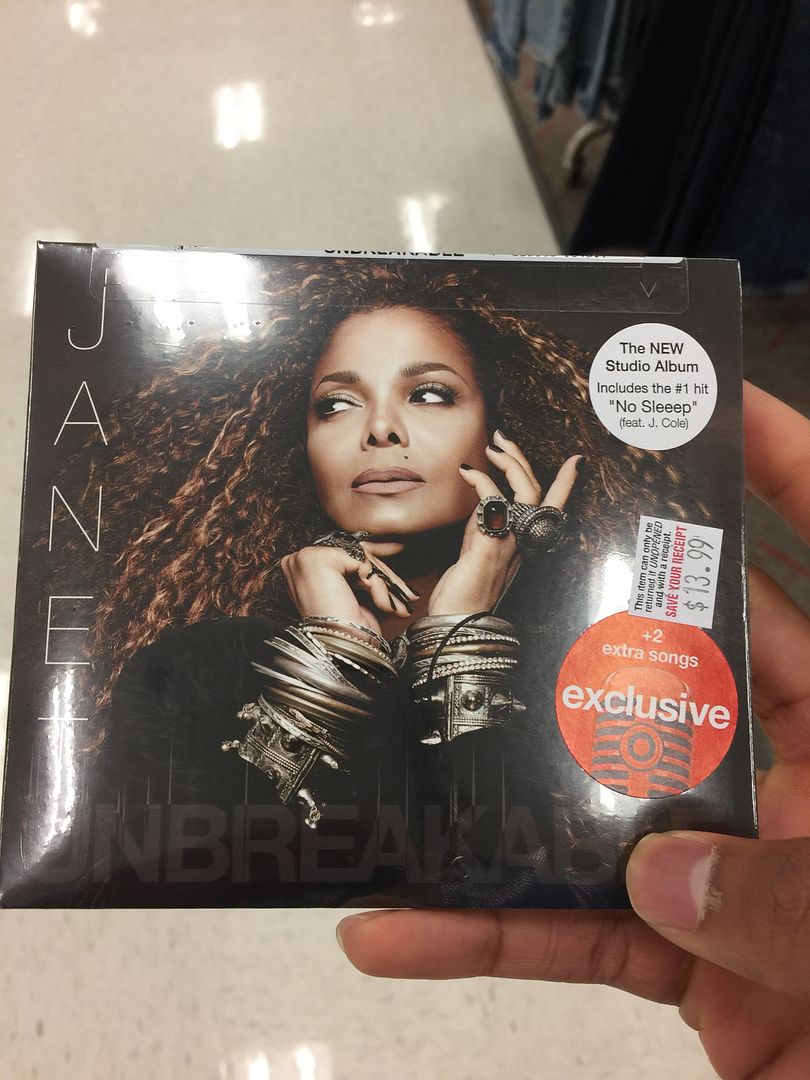 UNBREAKABLE
JANET
The NEW
Studio Album
Includes the #1 hit
"No Sleeep"
(feat. J. Cole)
This item can only be
returned if UNOPENED
and with a receipt.
SAVE YOUR RECEIPT
$13.99
+2
extra songs
exclusive
UNBREAKABLE